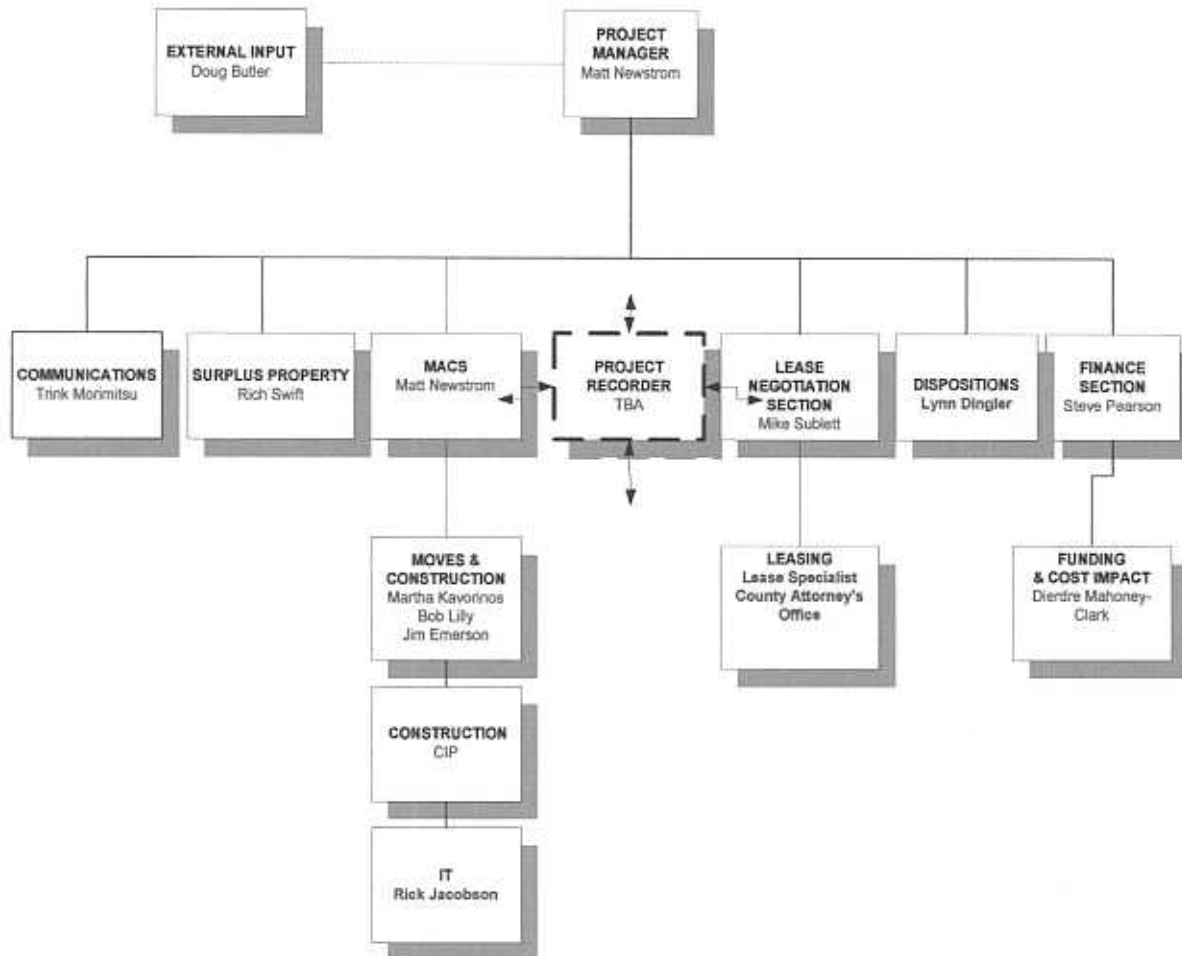 EXTERNAL INPUT
Doug Butler
PROJECT
MANAGER
Matt Newstrom
COMMUNICATIONS
Trink Morimitsu
SURPLUS PROPERTY
Rich Swift
MACS
Matt Newstrom
PROJECT
RECORDER
TBA
LEASE
NEGOTIATION
SECTION
Mike Sublett
DISPOSITIONS
Lynn Dingler
FINANCE
SECTION
Steve Pearson
MOVES &
CONSTRUCTION
Martha Kavorinos
Bob Lilly
Jim Emerson
LEASING
Lease Specialist
County Attorney's
Office
FUNDING
& COST IMPACT
Dierdre Mahoney-
Clark
CONSTRUCTION
CIP
IT
Rick Jacobson